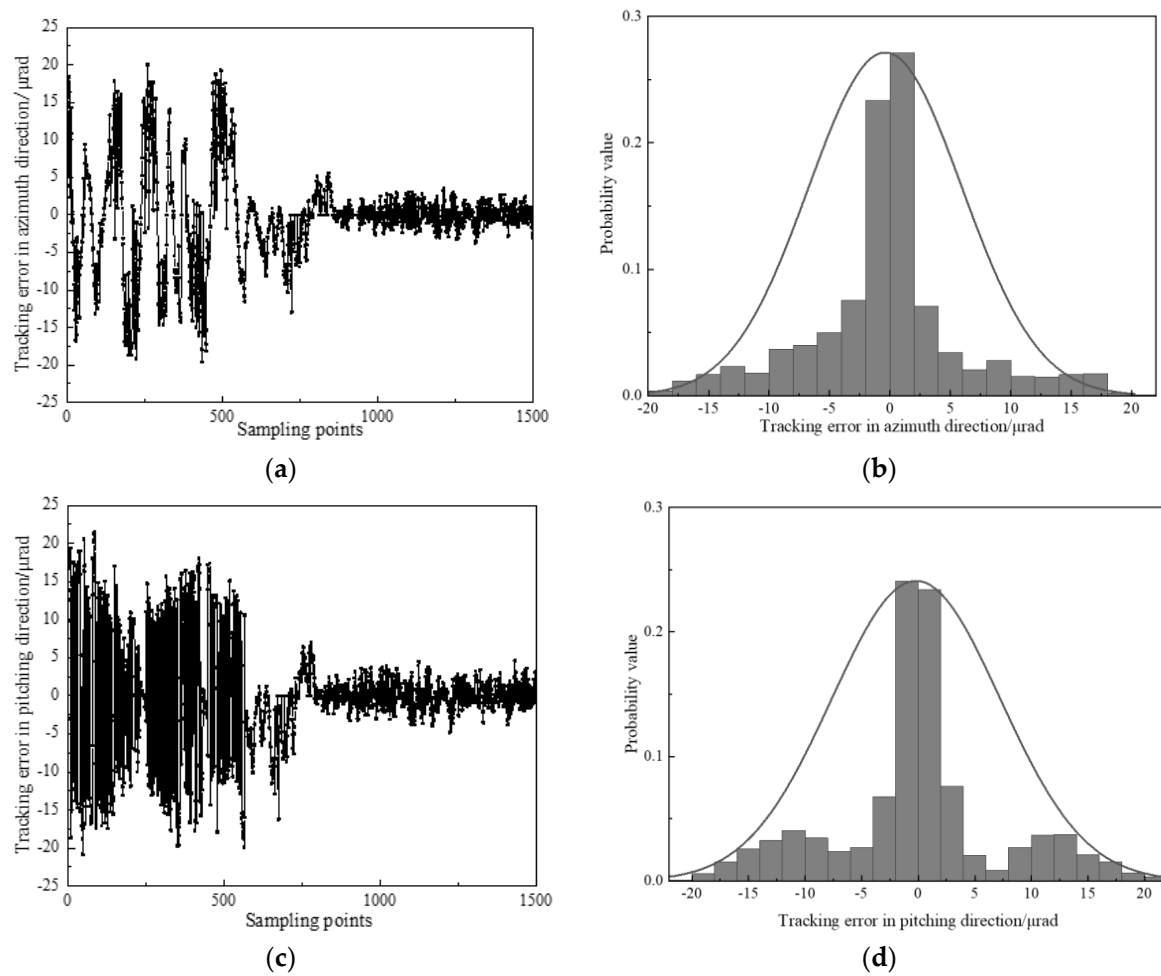 25
20
15
10
5
0
-5
-10
-15
-20
-25
Tracking error in azimuth direction/ μrad
0 500 1000 1500
Sampling points
(a)
0.3
0.2
0.1
0.0
Probability value
-20 -15 -10 -5 0 5 10 15 20
Tracking error in azimuth direction/μrad
(b)
25
20
15
10
5
0
-5
-10
-15
-20
-25
Tracking error in pitching direction/μrad
0 500 1000 1500
Sampling points
(c)
0.3
0.2
0.1
0.0
Probability value
-20 -15 -10 -5 0 5 10 15 20
Tracking error in pitching direction/μrad
(d)